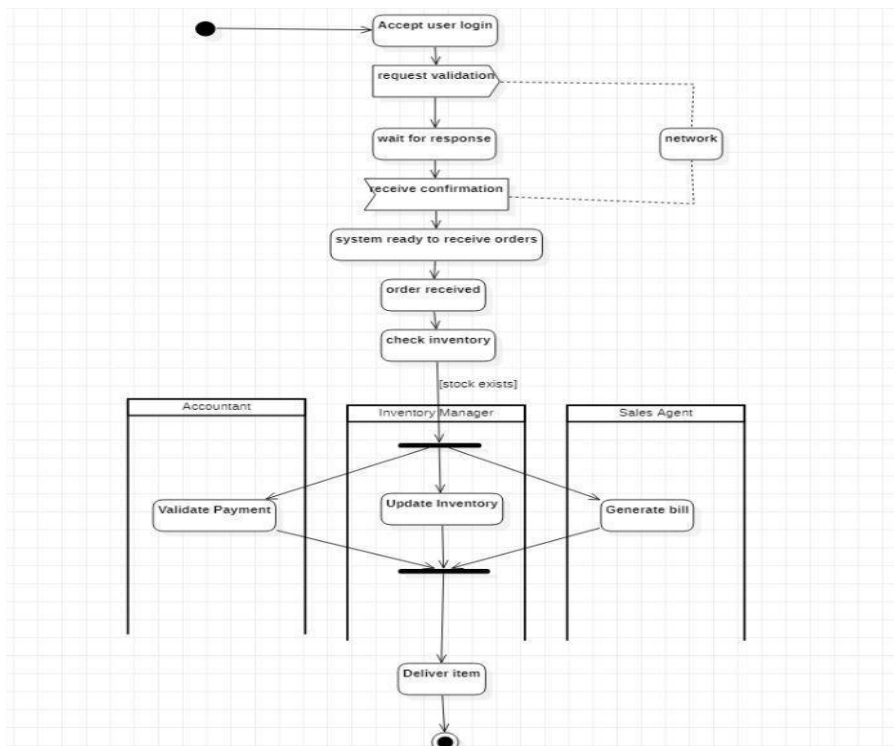 Accept user login
request validation
wait for response
network
receive confirmation
system ready to receive orders
order received
check inventory
[stock exists]
Accountant
Inventory Manager
Sales Agent
Validate Payment
Update Inventory
Generate bill
Deliver item